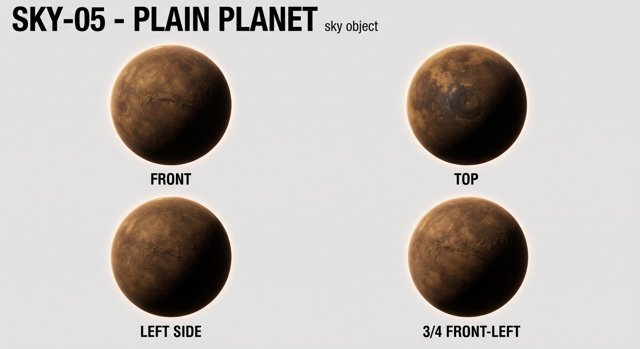 SKY-05 - PLAIN PLANET sky object
FRONT
TOP
LEFT SIDE
3/4 FRONT-LEFT